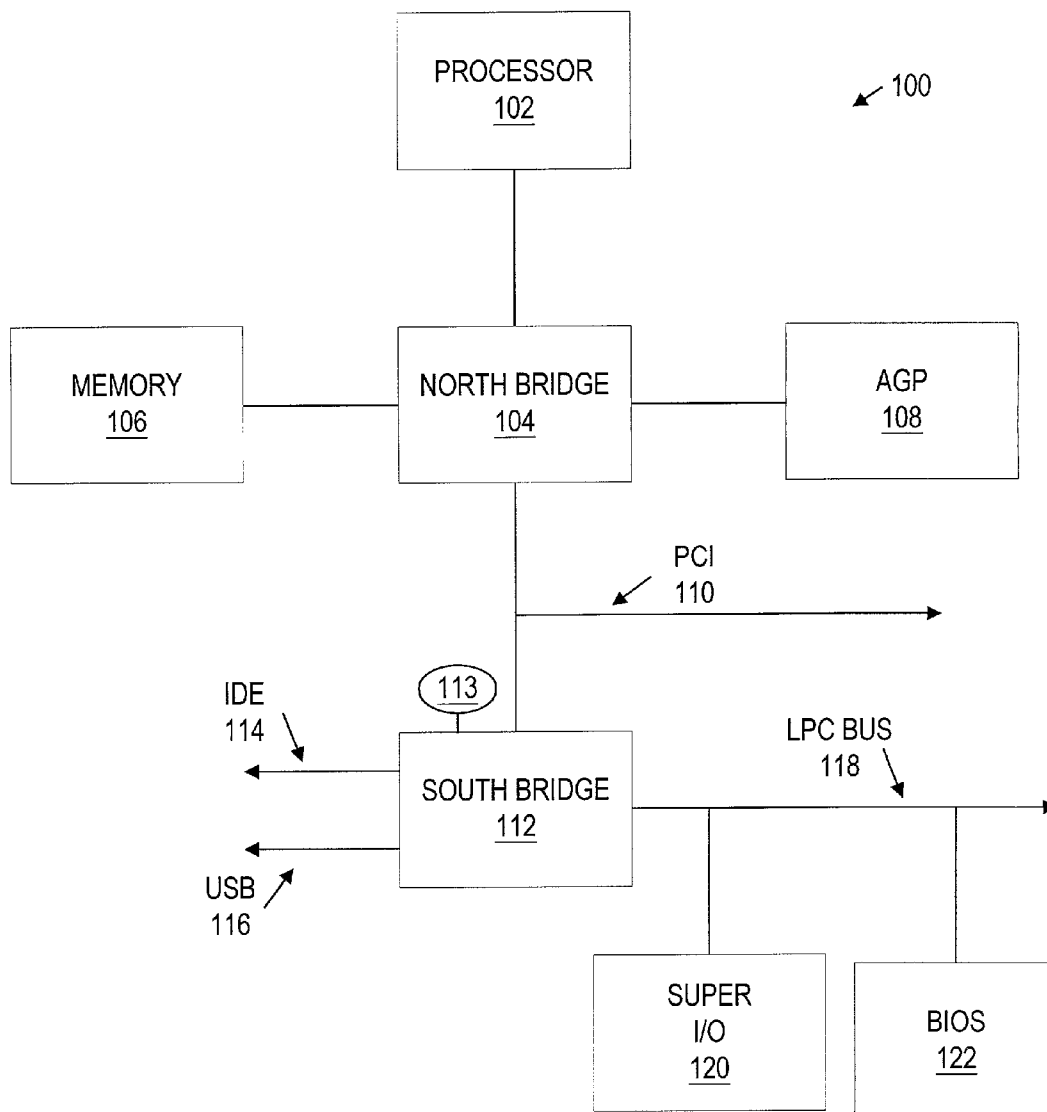 PROCESSOR
102
100
MEMORY
106
NORTH BRIDGE
104
AGP
108
PCI
110
113
IDE
114
LPC BUS
118
SOUTH BRIDGE
112
USB
116
SUPER
I/O
120
BIOS
122